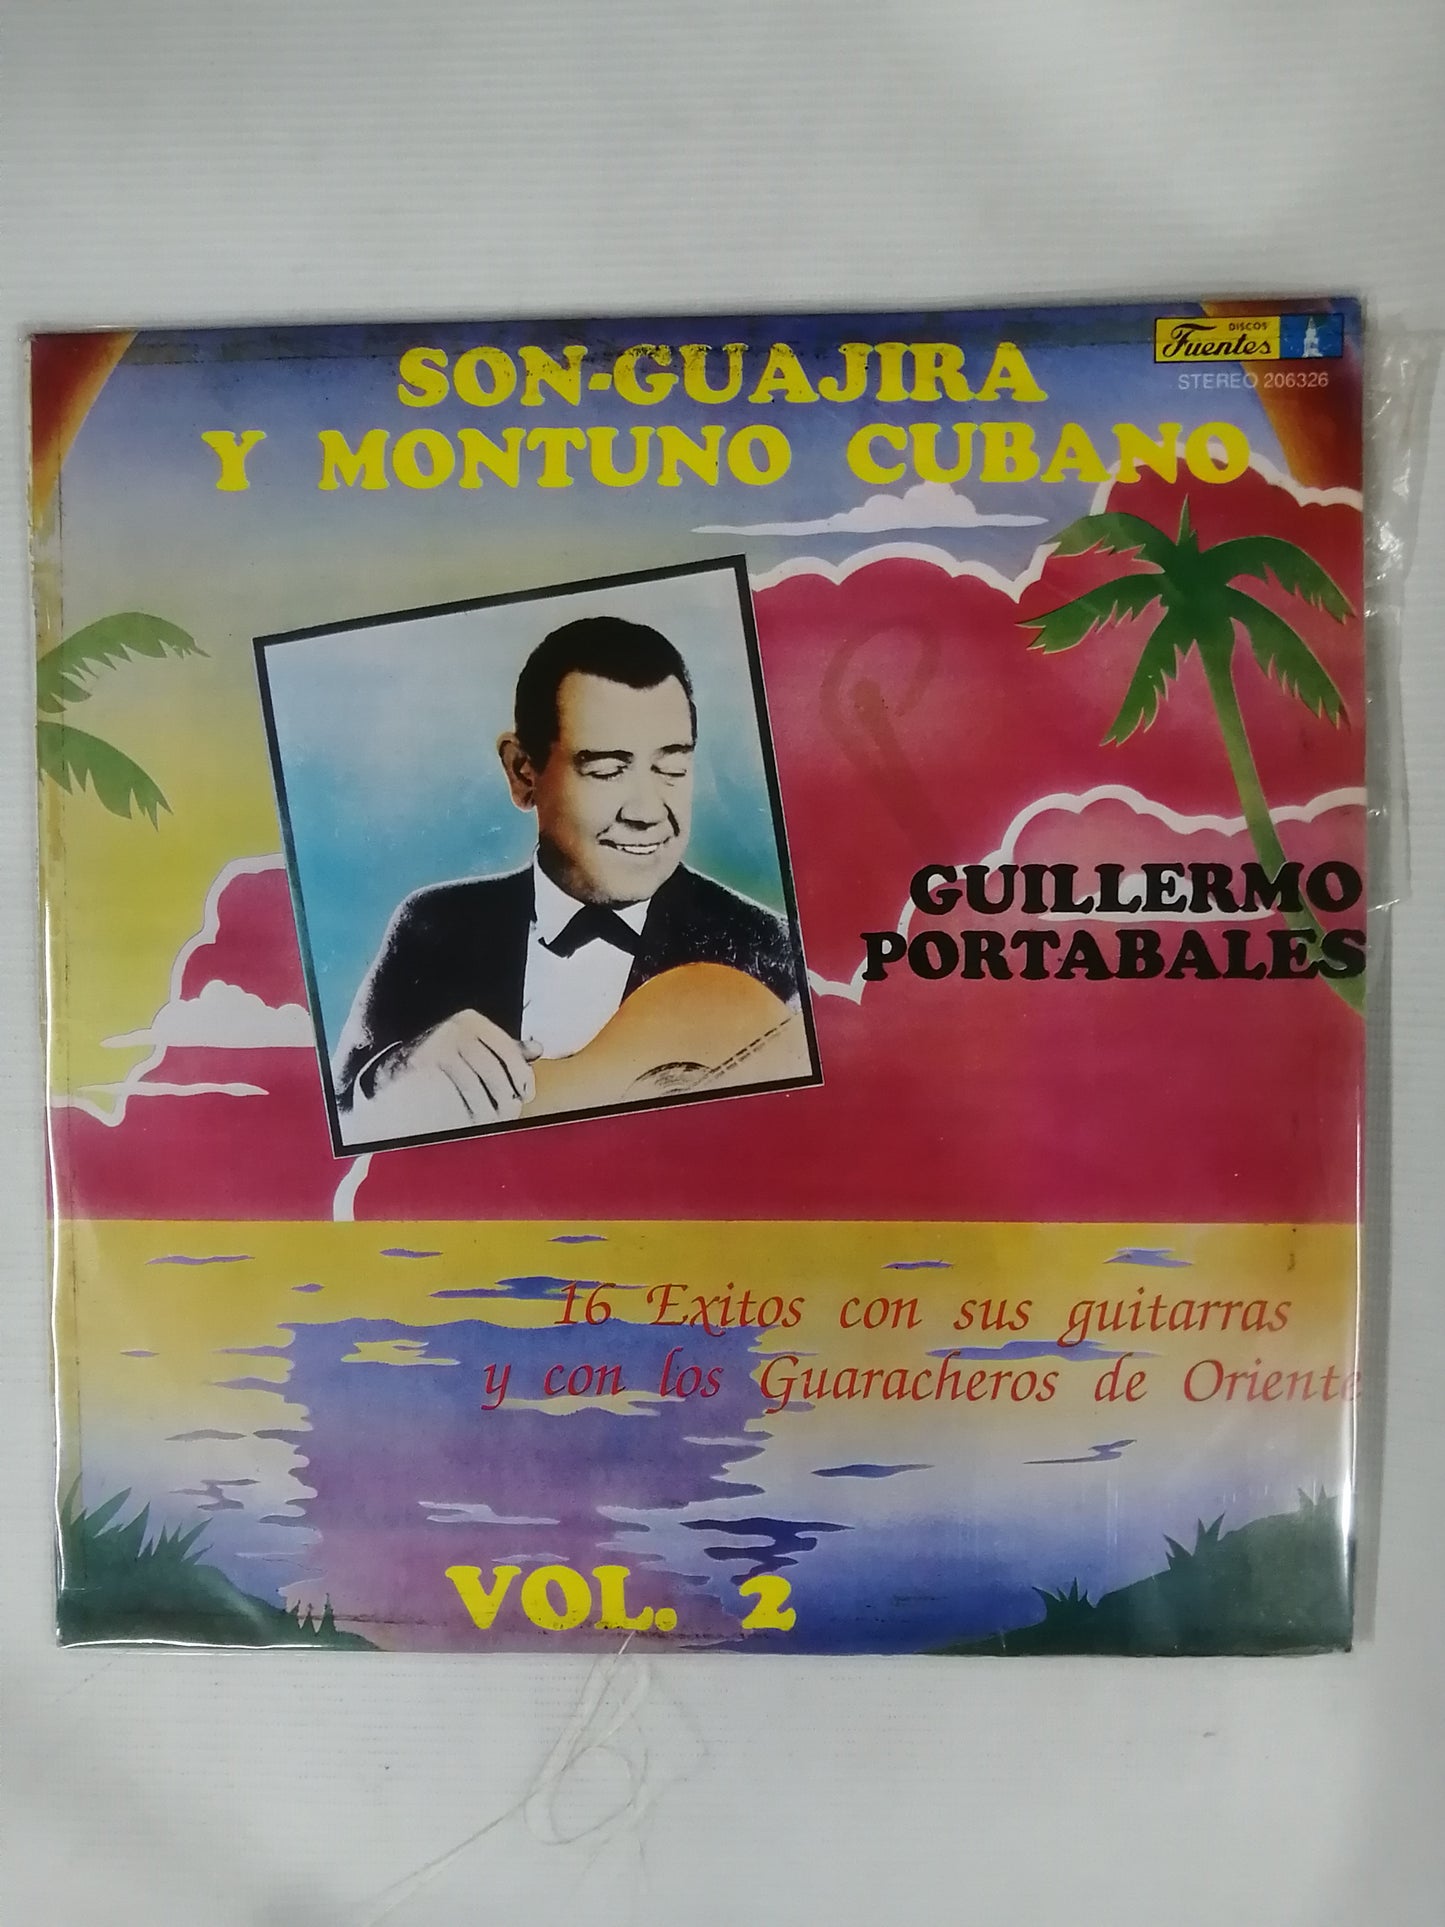 SON-GUAJIRA
Y MONTUNO CUBANO
DISCOS
Fuentes
STEREO 206326
GUILLERMO
PORTABALES
16 Exitos con sus guitarras
y con los Guaracheros de Oriente
VOL. 2